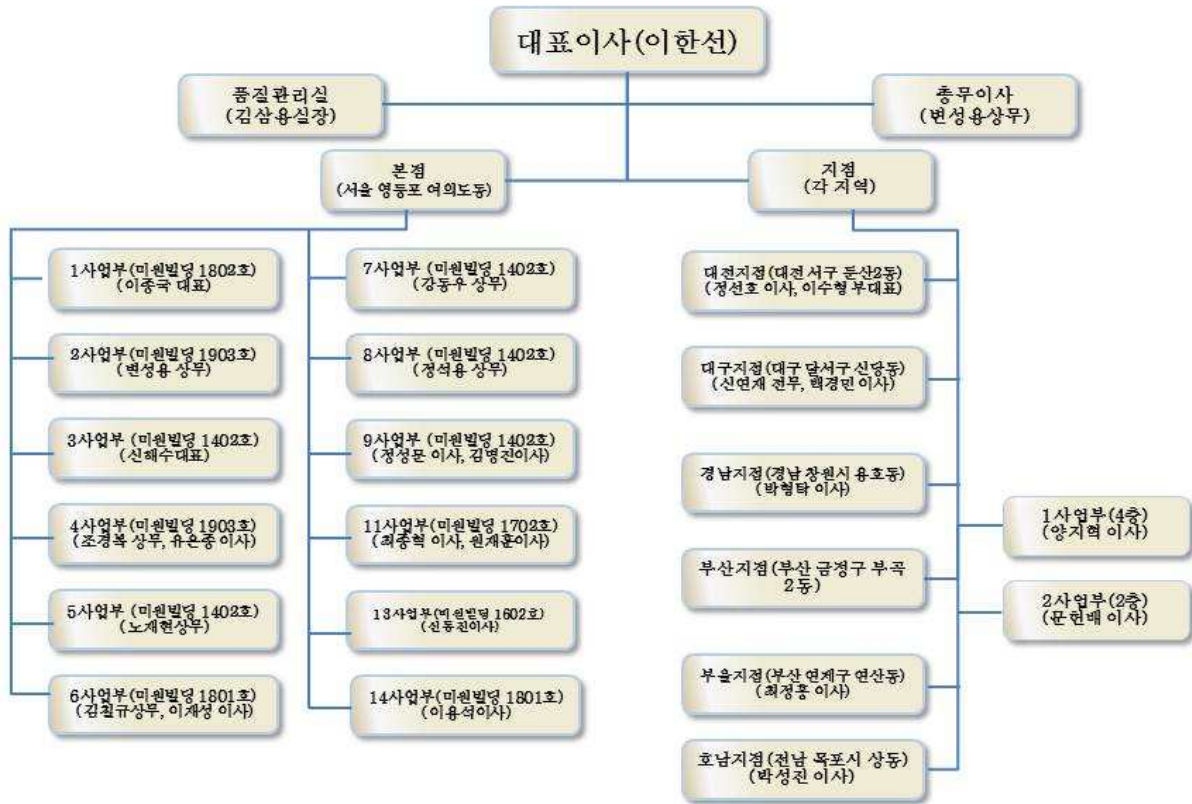 대표이사(이한선)
품질관리실
(김삼용실장)
총무이사
(변성용상무)
본점
(서울 영등포 여의도동)
지점
(각 지역)
1사업부(미원빌딩 1802호)
(이종국 대표)
2사업부(미원빌딩 1903호)
(변성용 상무)
3사업부 (미원빌딩 1402호)
(신해수대표)
4사업부(미원빌딩 1903호)
(조경복 상무, 유은종 이사)
5사업부 (미원빌딩 1402호)
(노재현상무)
6사업부(미원빌딩 1801호)
(김칠규상무, 이재성 이사)
7사업부 (미원빌딩 1402호)
(강동우 상무)
8사업부 (미원빌딩 1402호)
(정석용 상무)
9사업부 (미원빌딩 1402호)
(정성문 이사, 김명진이사)
11사업부(미원빌딩 1702호)
(최종혁 이사, 원재훈이사)
13사업부(미원빌딩 1602호)
(신동진이사)
14사업부(미원빌딩 1801호)
(이용석이사)
대전지점(대전 서구 둔산2동)
(정선호 이사, 이수형 부대표)
대구지점(대구 달서구 신당동)
(신연재 전무, 백경민 이사)
경남지점(경남 창원시 용호동)
(박형탁 이사)
부산지점(부산 금정구 부곡
2동)
부울지점(부산 연제구 연산동)
(최정홍 이사)
호남지점(전남 목포시 상동)
(박성진 이사)
1사업부(4층)
(양지혁 이사)
2사업부(2층)
(문헌배 이사)